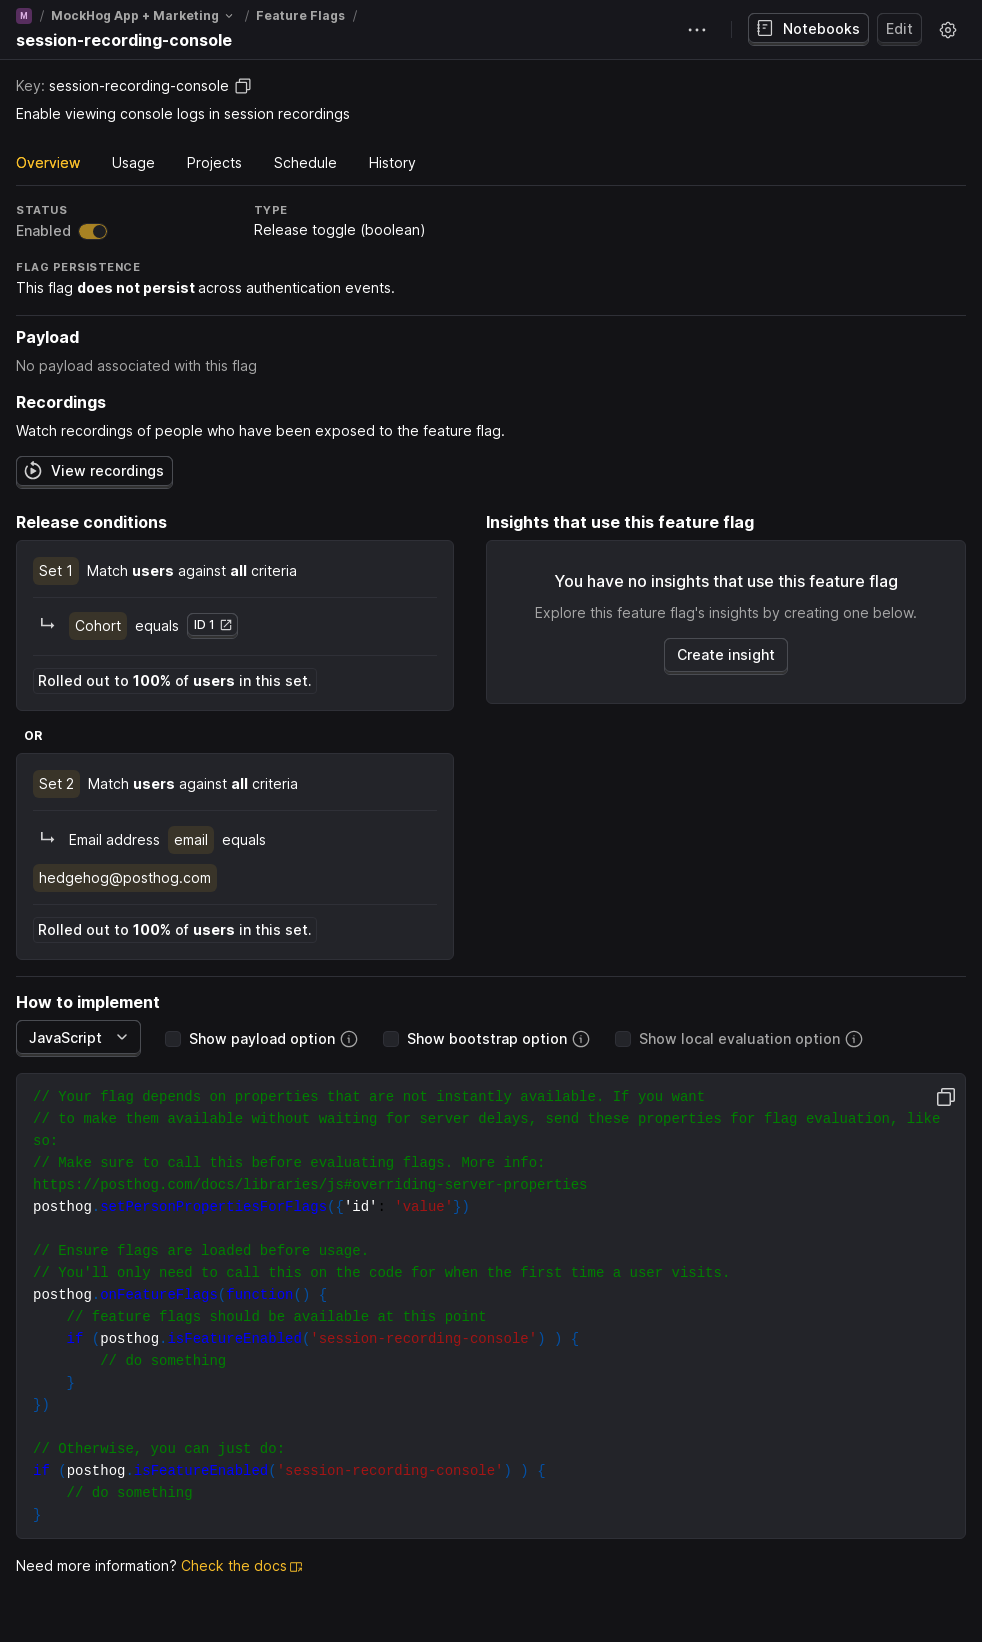 M / MockHog App + Marketing / Feature Flags /
session-recording-console
Notebooks Edit
Key: session-recording-console
Enable viewing console logs in session recordings
Overview Usage Projects Schedule History
STATUS TYPE
Enabled Release toggle (boolean)
FLAG PERSISTENCE
This flag does not persist across authentication events.
Payload
No payload associated with this flag
Recordings
Watch recordings of people who have been exposed to the feature flag.
View recordings
Release conditions
Set 1 Match users against all criteria
Cohort equals ID 1
Rolled out to 100% of users in this set.
OR
Set 2 Match users against all criteria
Email address email equals
hedgehog@posthog.com
Rolled out to 100% of users in this set.
Insights that use this feature flag
You have no insights that use this feature flag
Explore this feature flag's insights by creating one below.
Create insight
How to implement
JavaScript Show payload option Show bootstrap option Show local evaluation option
// Your flag depends on properties that are not instantly available. If you want
// to make them available without waiting for server delays, send these properties for flag evaluation, like
so:
// Make sure to call this before evaluating flags. More info:
https://posthog.com/docs/libraries/js#overriding-server-properties
posthog.setPersonPropertiesForFlags({'id': 'value'})
// Ensure flags are loaded before usage.
// You'll only need to call this on the code for when the first time a user visits.
posthog.onFeatureFlags(function() {
// feature flags should be available at this point
if (posthog.isFeatureEnabled('session-recording-console') ) {
// do something
}
})
// Otherwise, you can just do:
if (posthog.isFeatureEnabled('session-recording-console') ) {
// do something
}
Need more information? Check the docs